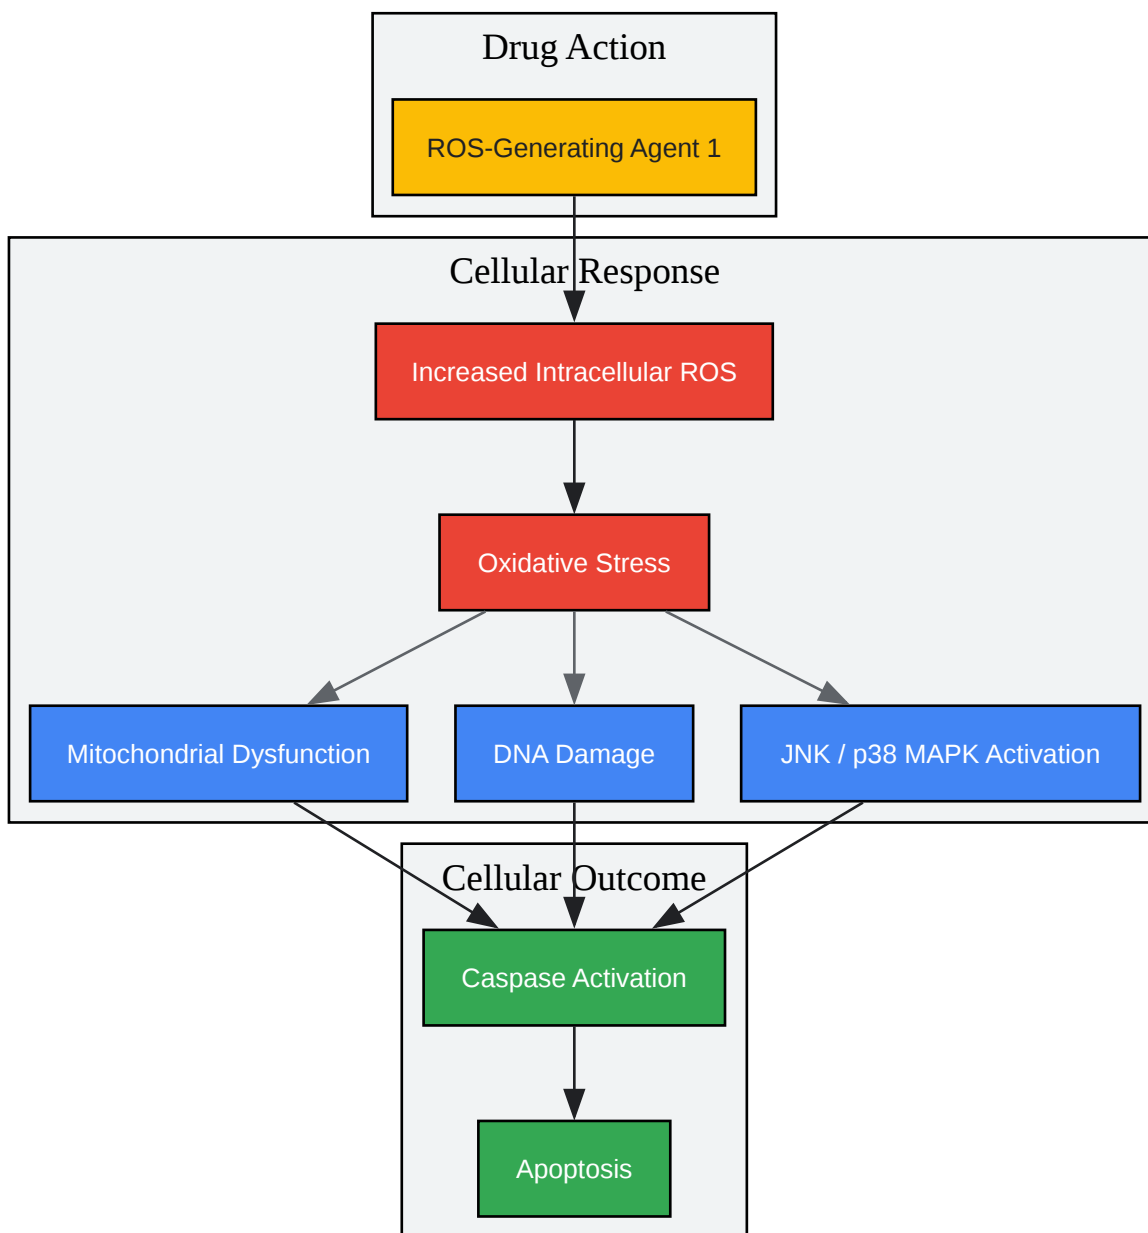 Drug Action
ROS-Generating Agent 1
Cellular Response
Increased Intracellular ROS
Oxidative Stress
Mitochondrial Dysfunction
DNA Damage
JNK / p38 MAPK Activation
Cellular Outcome
Caspase Activation
Apoptosis